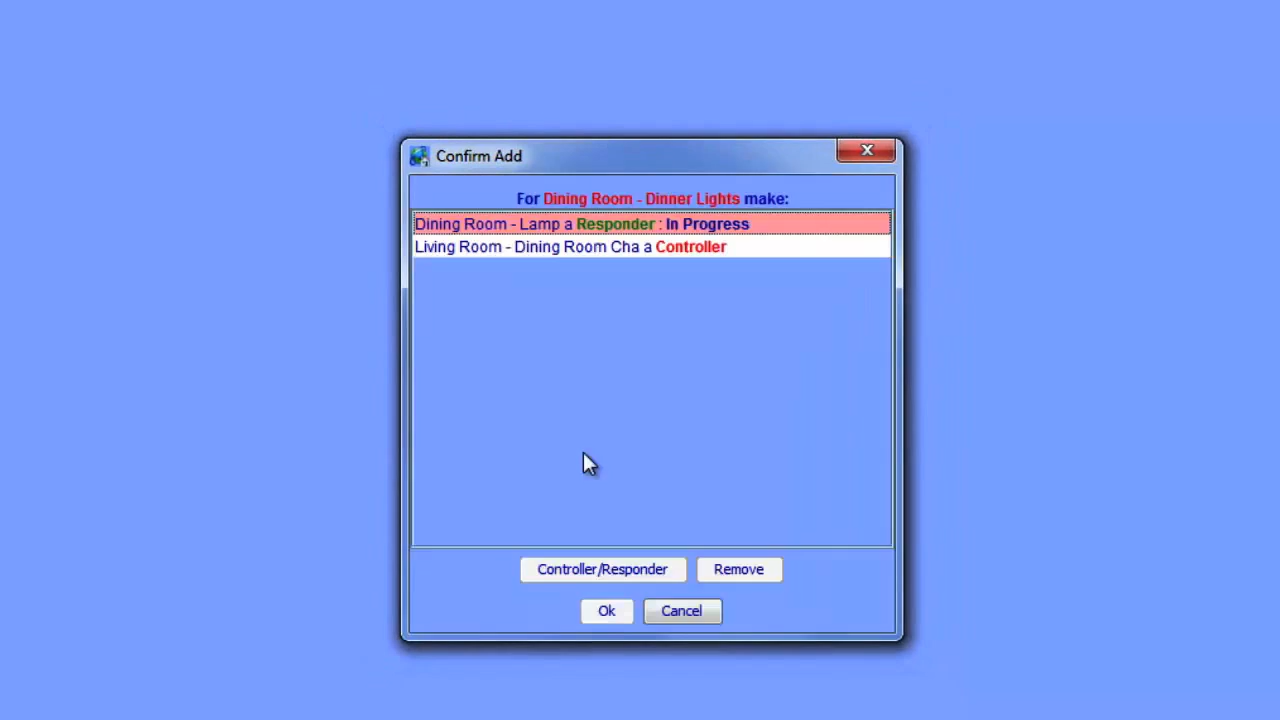 Confirm Add
For Dining Room - Dinner Lights make:
Dining Room - Lamp a Responder : In Progress
Living Room - Dining Room Cha a Controller
Controller/Responder Remove
Ok Cancel